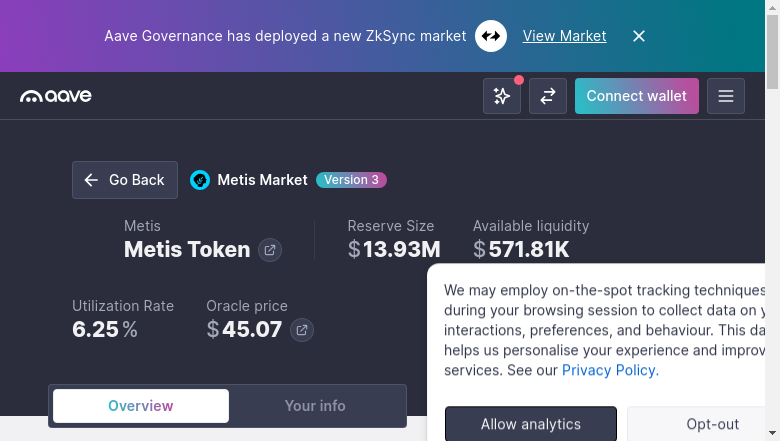 Aave Governance has deployed a new ZkSync market View Market
aave
Connect wallet
Go Back
Metis Market Version 3
Metis
Metis Token
Reserve Size
$13.93M
Available liquidity
$571.81K
Utilization Rate
6.25%
Oracle price
$45.07
We may employ on-the-spot tracking techniques
during your browsing session to collect data on y
interactions, preferences, and behaviour. This da
helps us personalise your experience and improv
services. See our Privacy Policy.
Allow analytics
Opt-out
Overview
Your info